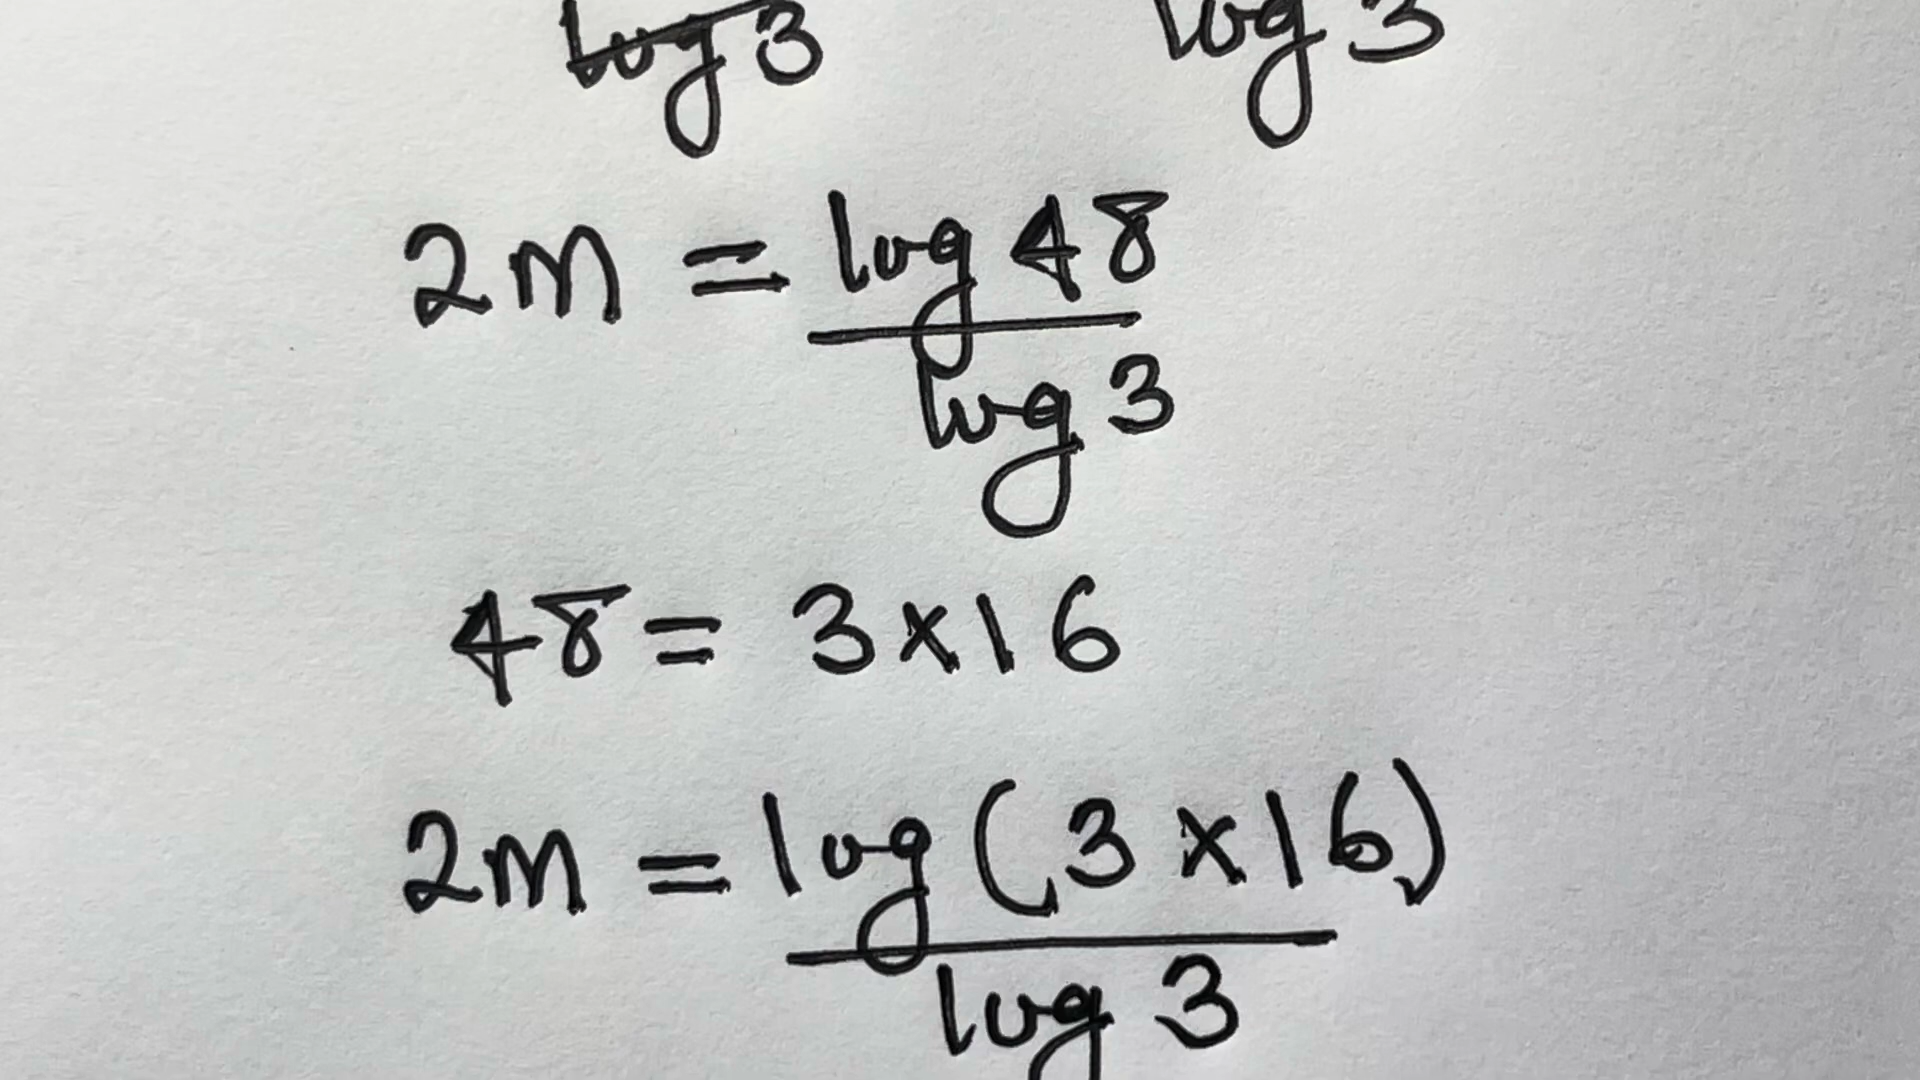 log 3 log 3
2m = log 48
log 3
48 = 3 x 16
2m = log (3 x 16)
log 3